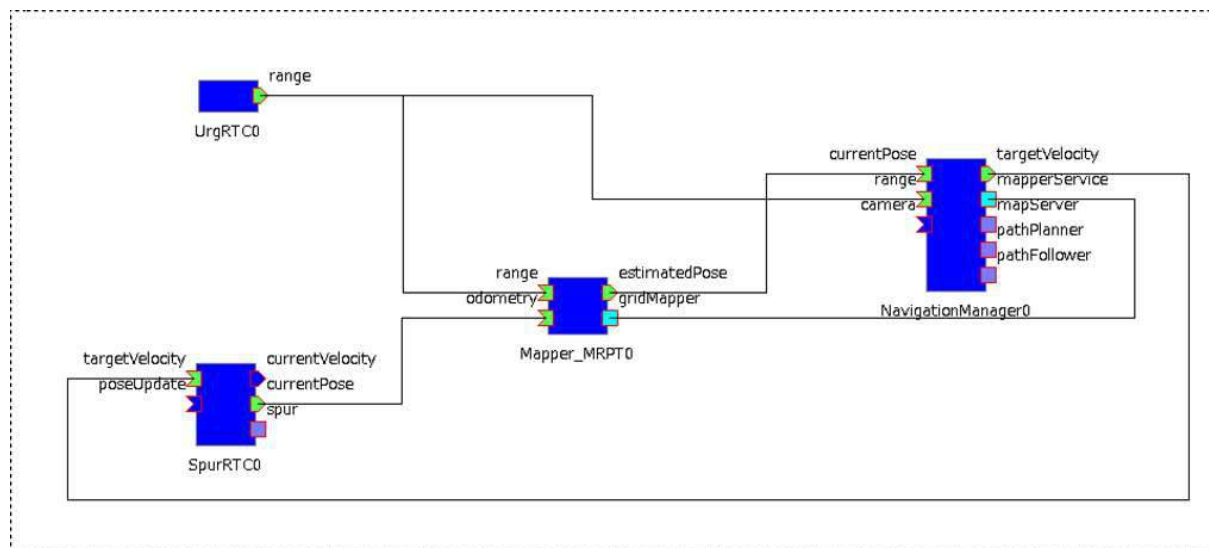 range
UrgRTC0
currentPose
range
camera
targetVelocity
mapperService
mapServer
pathPlanner
pathFollower
NavigationManager0
range
odometry
estimatedPose
gridMapper
Mapper_MRPT0
targetVelocity
poseUpdate
currentVelocity
currentPose
spur
SpurRTC0